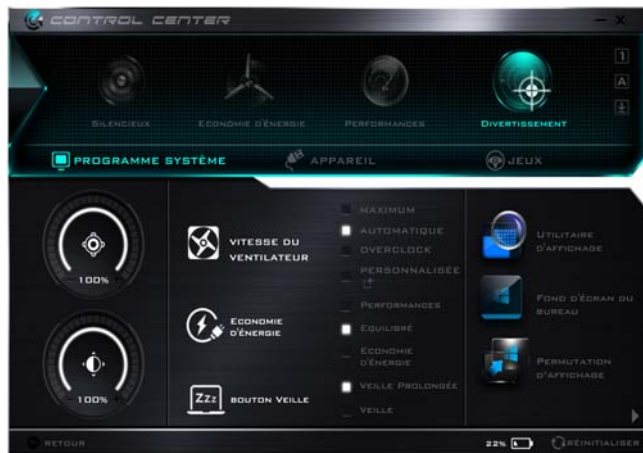 CONTROL CENTER
SILENCIEUX
ECONOMIE D'ÉNERGIE
PERFORMANCES
DIVERTISSEMENT
1
A
PROGRAMME SYSTÈME
APPAREIL
JEUX
100%
100%
VITESSE DU
VENTILATEUR
MAXIMUM
AUTOMATIQUE
OVERCLOCK
PERSONNALISÉE
ECONOMIE
D'ÉNERGIE
PERFORMANCES
EQUILIBRÉ
ECONOMIE
D'ÉNERGIE
ZZZ
BOUTON VEILLE
VEILLE PROLONGÉE
VEILLE
UTILITAIRE
D'AFFICHAGE
FOND D'ÉCRAN DU
BUREAU
PERMUTATION
D'AFFICHAGE
RETOUR
22%
RÉINITIALISER